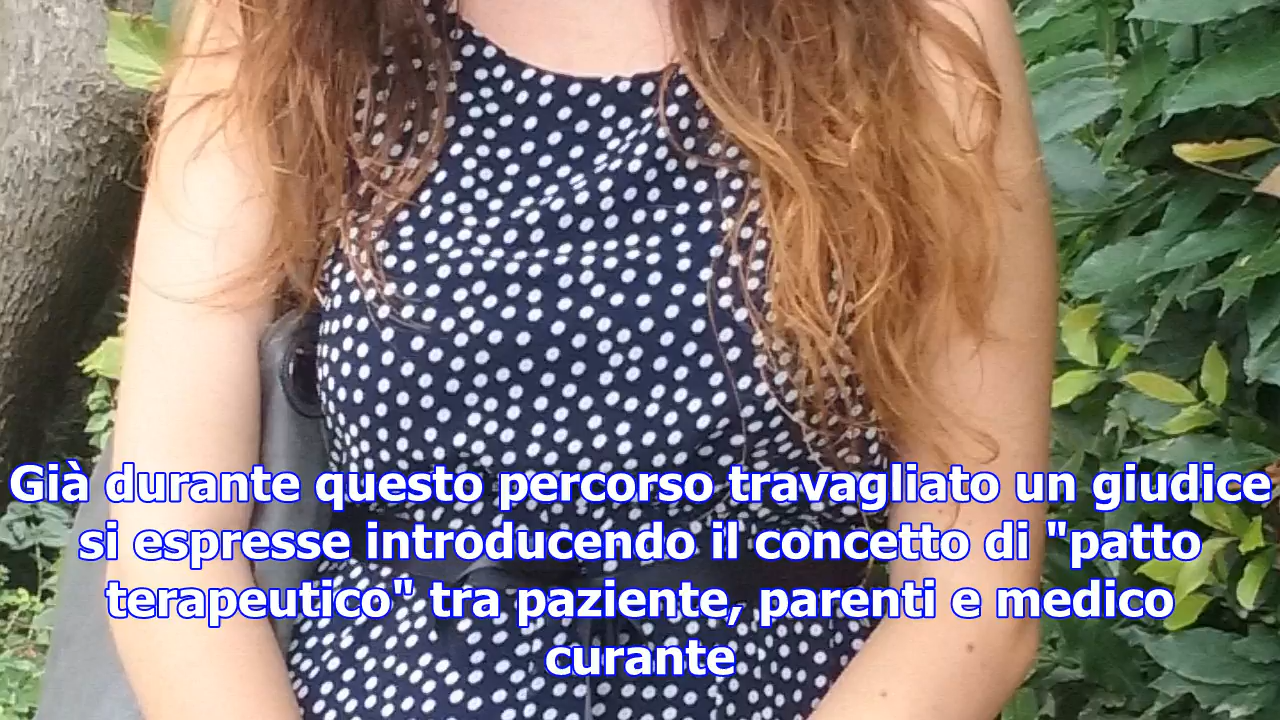 Già durante questo percorso travagliato un giudice
si espresse introducendo il concetto di "patto
terapeutico" tra paziente, parenti e medico
curante